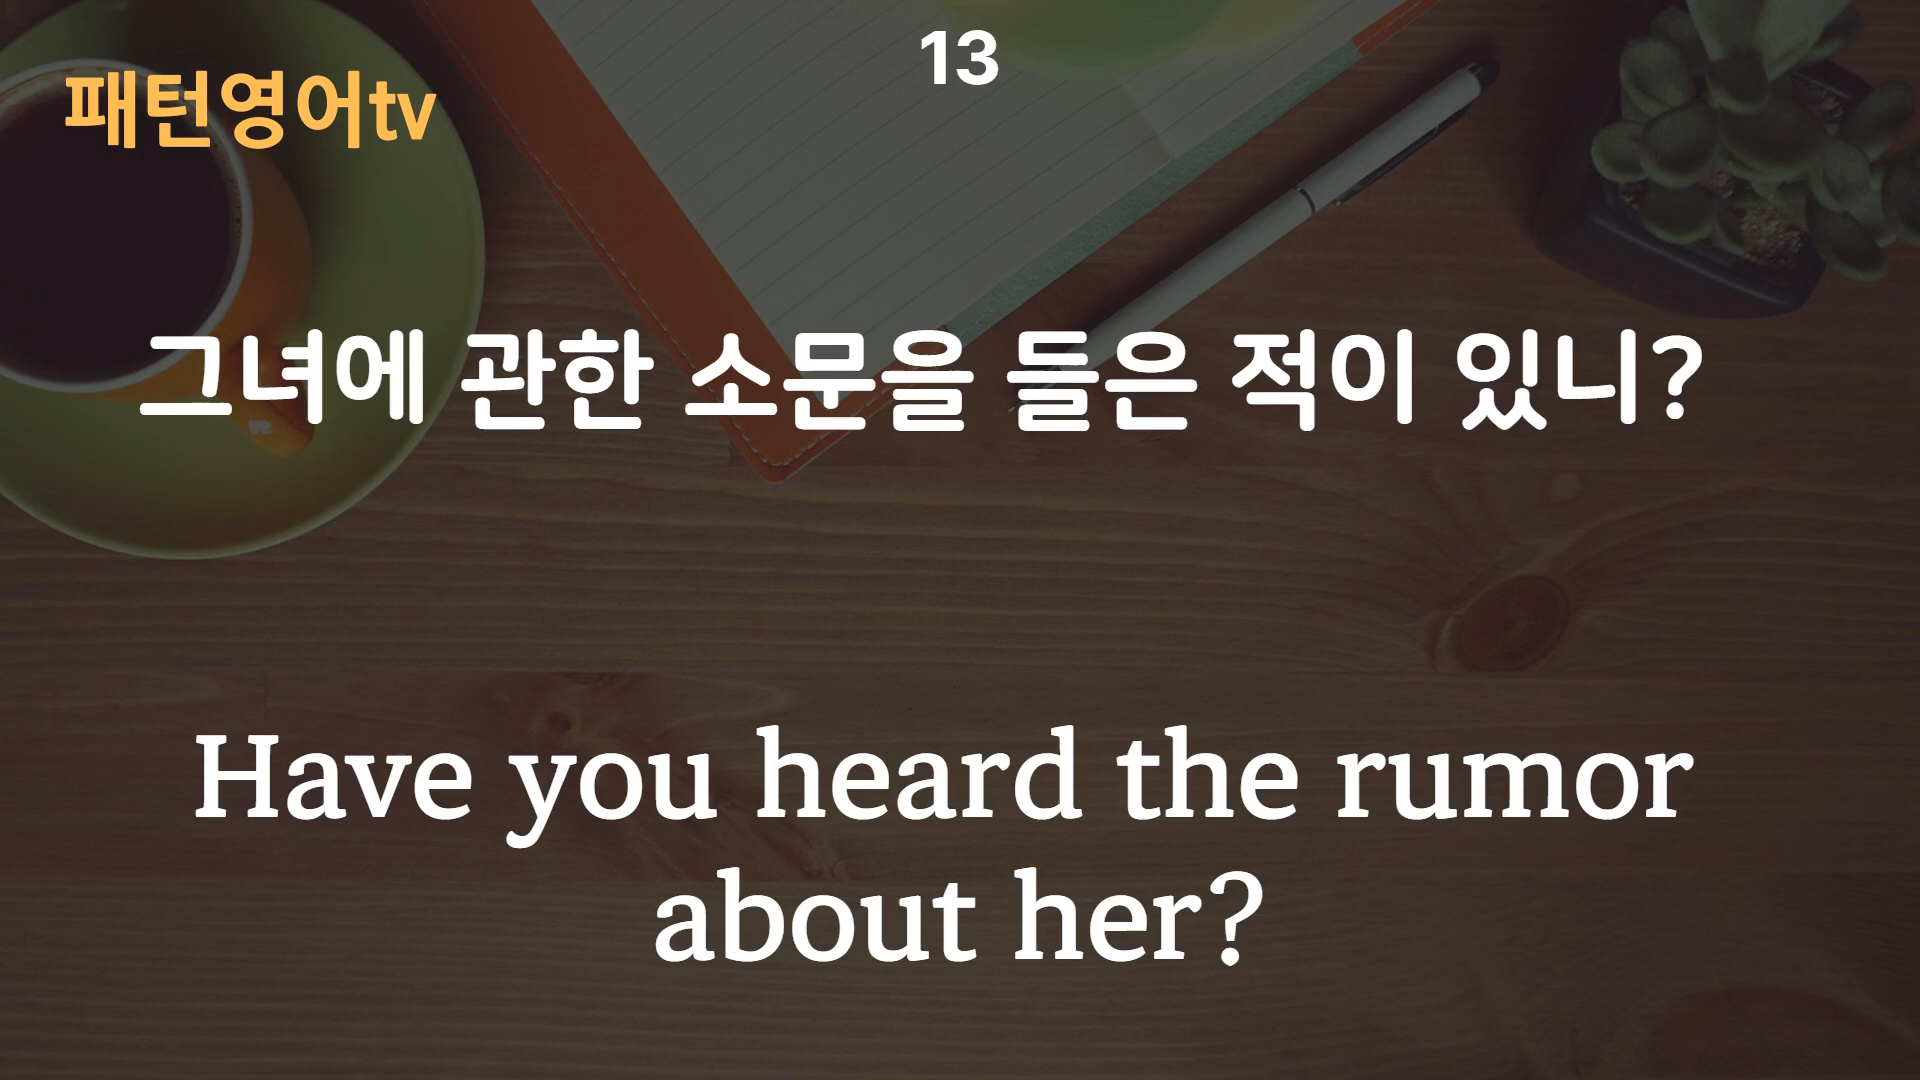 13
패턴영어tv
그녀에 관한 소문을 들은 적이 있니?
Have you heard the rumor
about her?